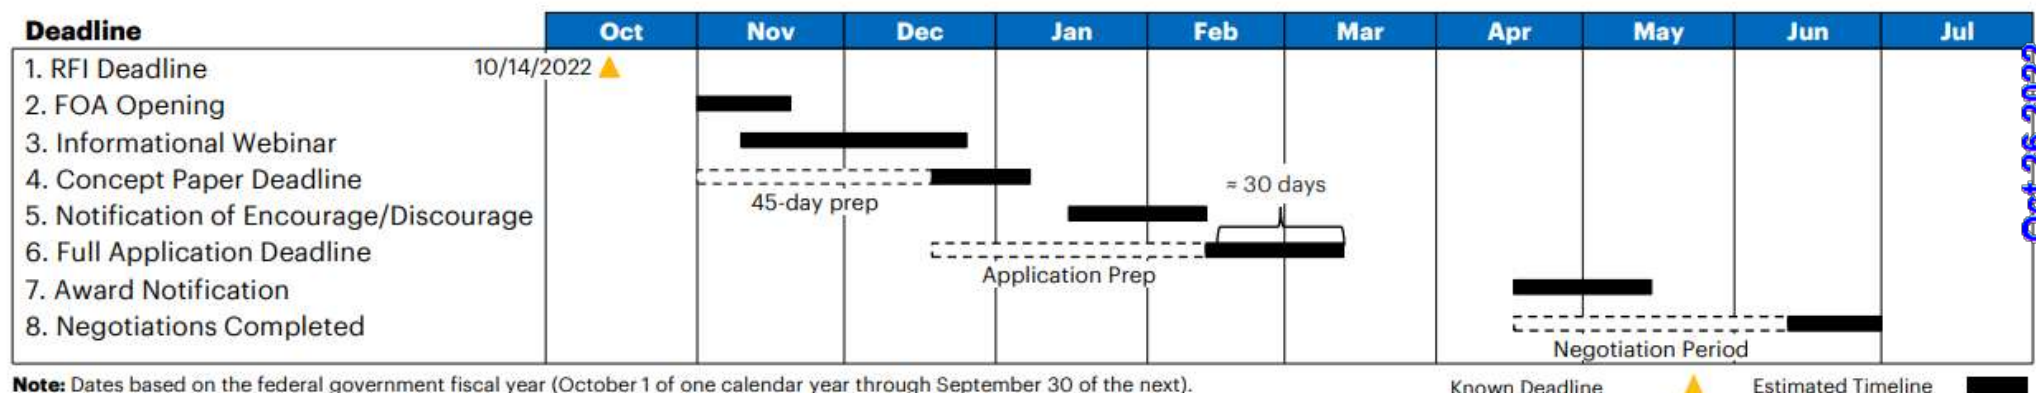 Deadline Oct Nov Dec Jan Feb Mar Apr May Jun Jul
1. RFI Deadline 10/14/2022
2. FOA Opening
3. Informational Webinar
4. Concept Paper Deadline
≈ 30 days
45-day prep
5. Notification of Encourage/Discourage
6. Full Application Deadline
Application Prep
7. Award Notification
8. Negotiations Completed
Negotiation Period
Note: Dates based on the federal government fiscal year (October 1 of one calendar year through September 30 of the next).
Known Deadline Estimated Timeline
Oct 26 2022